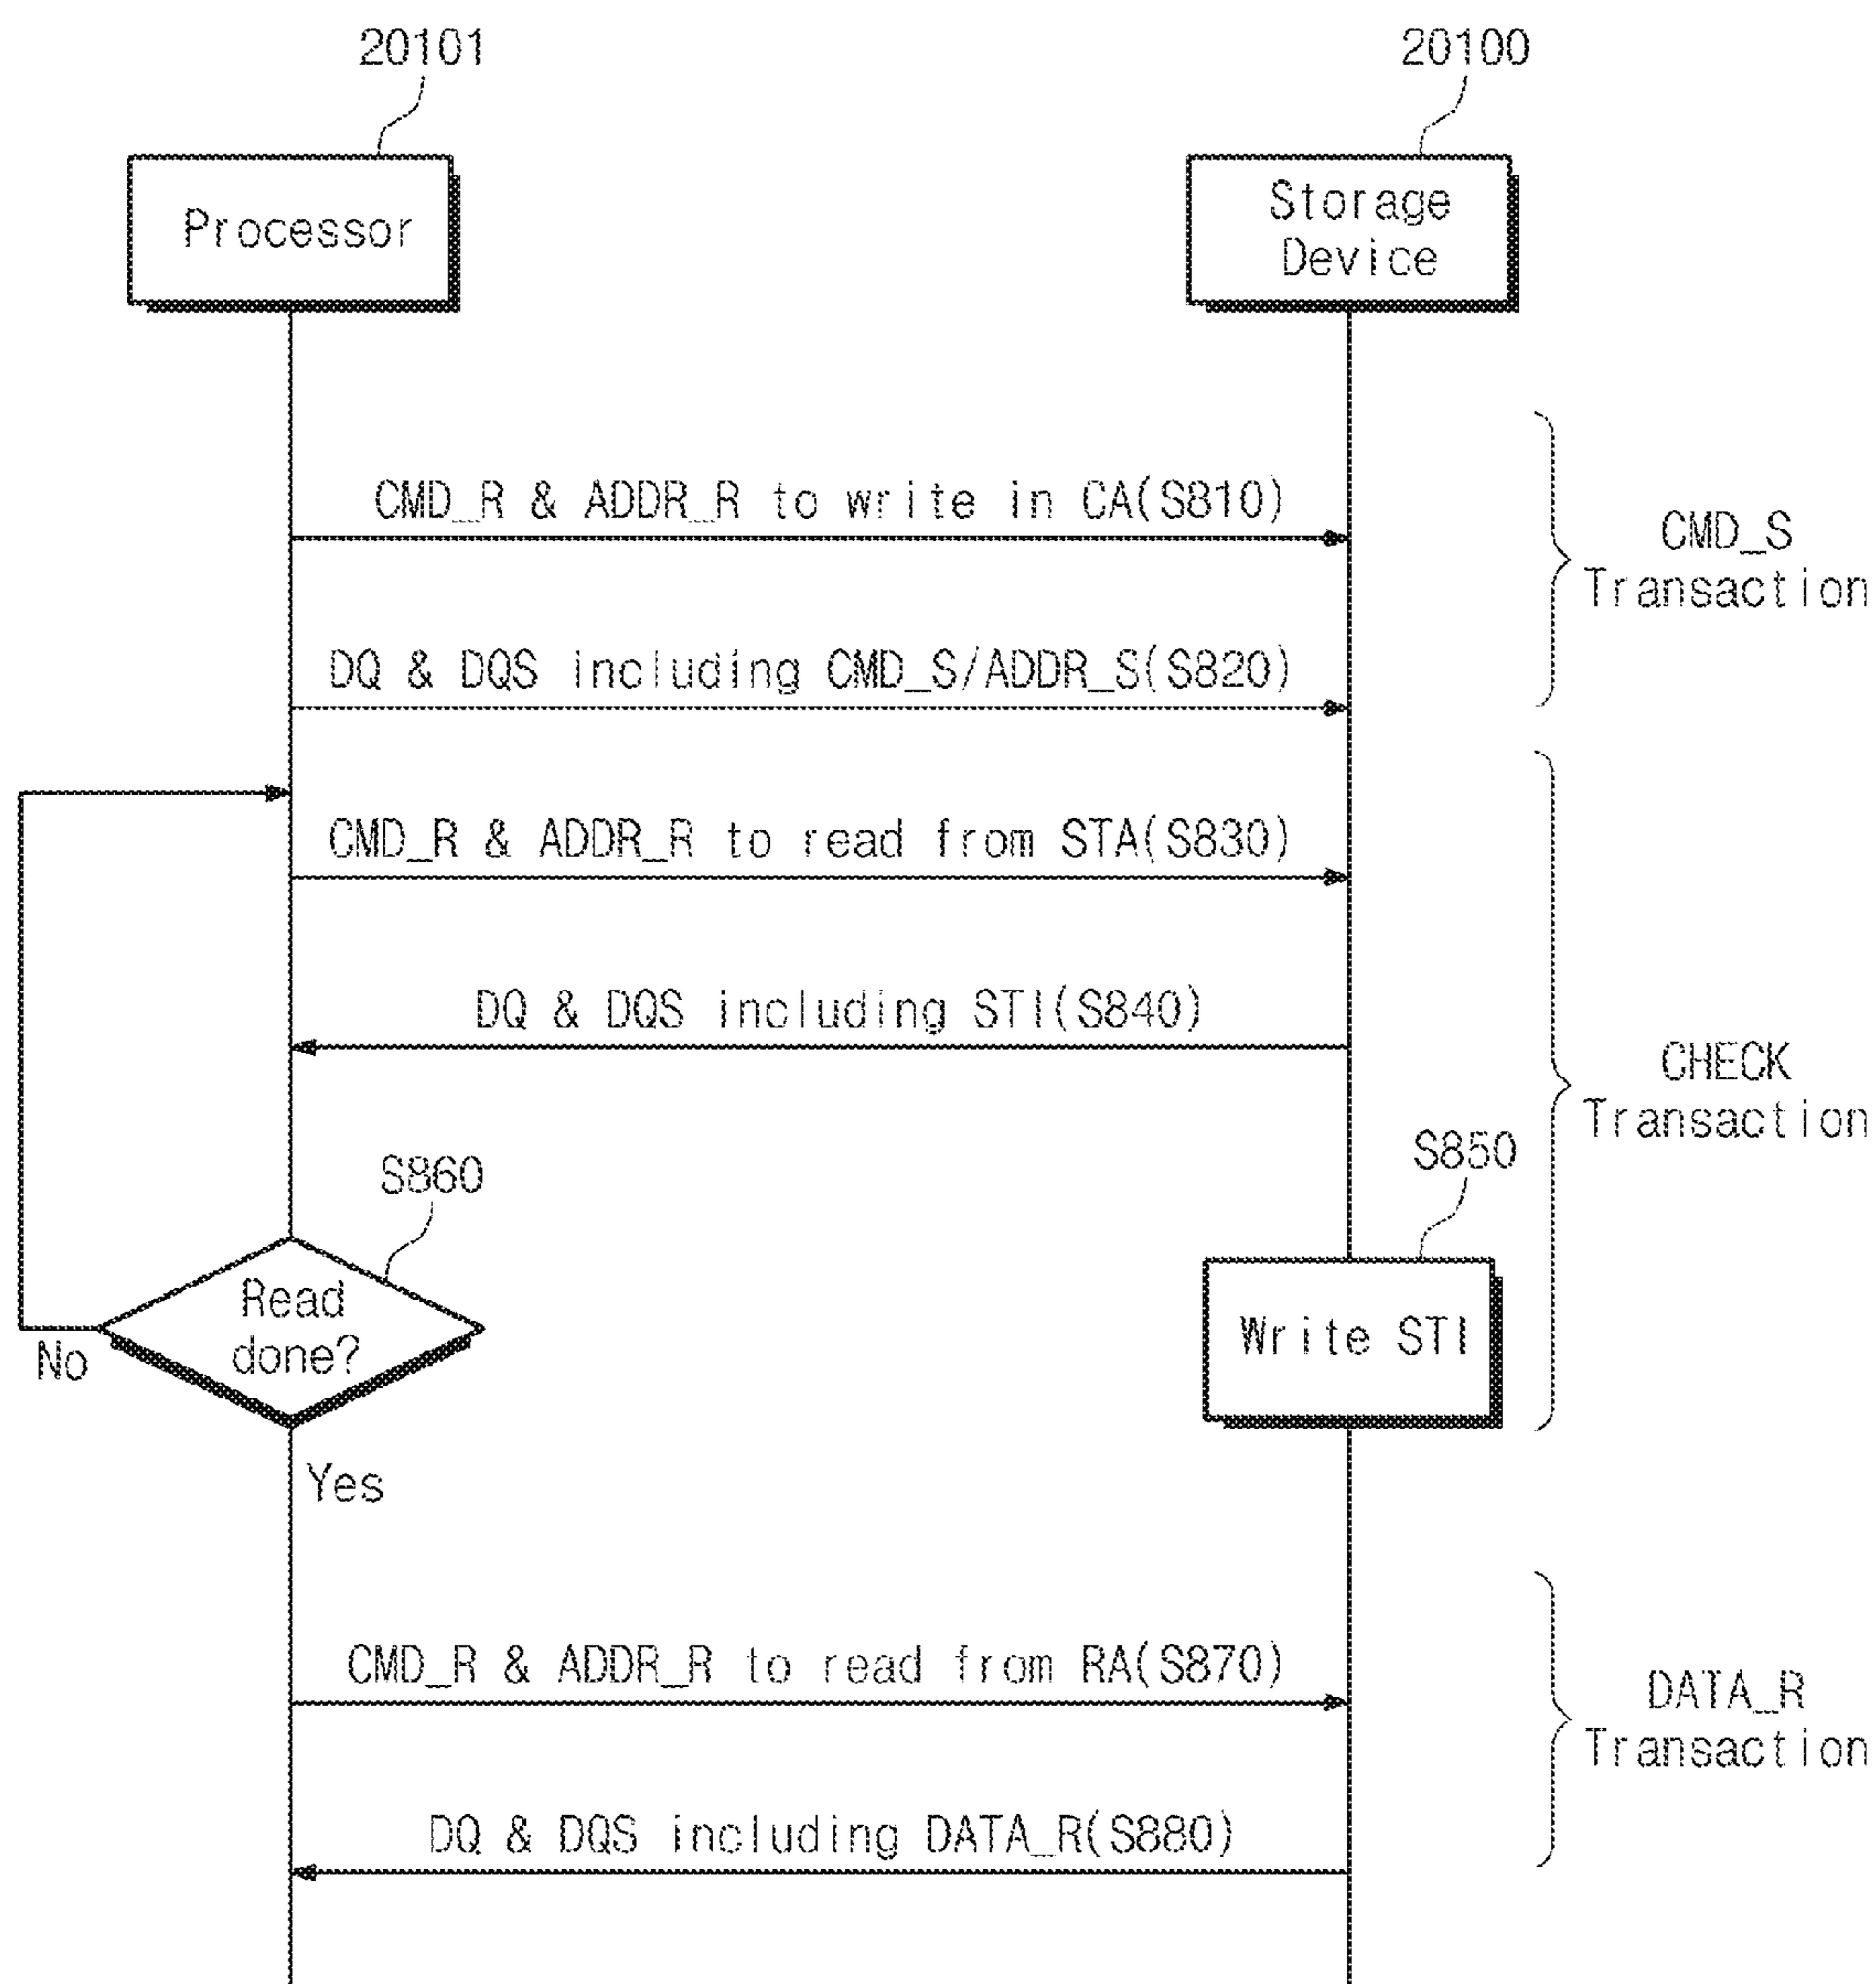 20101
20100
Processor
Storage
Device
CMD_R & ADDR_R to write in CA(S810)
CMD_S
Transaction
DQ & DQS including CMD_S/ADDR_S(S820)
CMD_R & ADDR_R to read from STA(S830)
DQ & DQS including STI(S840)
CHECK
Transaction
S850
S860
Read
done?
Write STI
No
Yes
CMD_R & ADDR_R to read from RA(S870)
DATA_R
Transaction
DQ & DQS including DATA_R(S880)